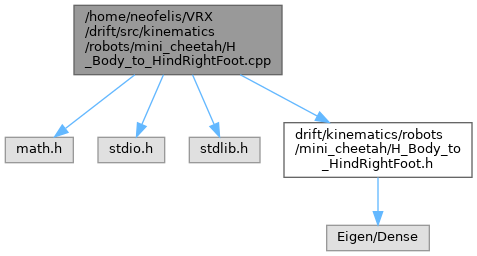 /home/neofelis/VRX
/drift/src/kinematics
/robots/mini_cheetah/H
_Body_to_HindRightFoot.cpp
math.h
stdio.h
stdlib.h
drift/kinematics/robots
/mini_cheetah/H_Body_to
_HindRightFoot.h
Eigen/Dense